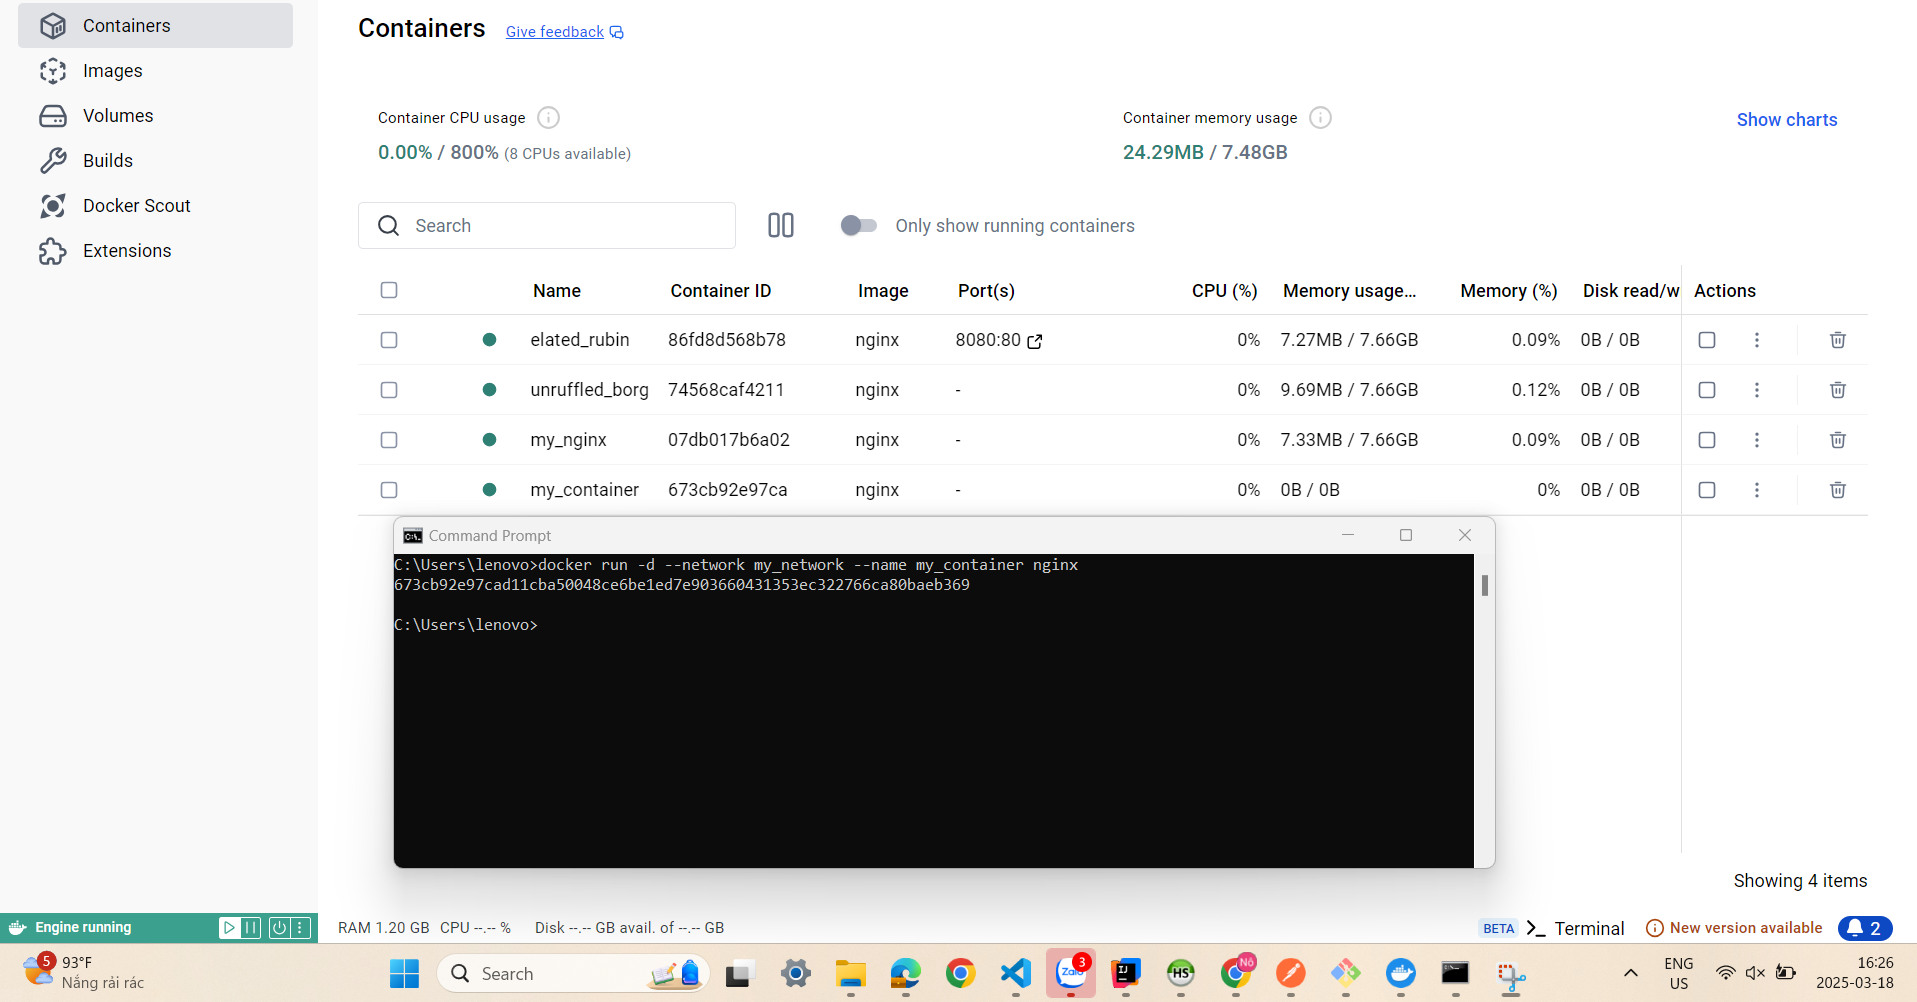 Containers
Images
Volumes
Builds
Docker Scout
Extensions
Containers Give feedback
Container CPU usage
0.00% / 800% (8 CPUs available)
Container memory usage
24.29MB / 7.48GB
Show charts
Search
Only show running containers
Name Container ID Image Port(s) CPU (%) Memory usage... Memory (%) Disk read/w Actions
elated_rubin 86fd8d568b78 nginx 8080:80 0% 7.27MB / 7.66GB 0.09% 0B / 0B
unruffled_borg 74568caf4211 nginx - 0% 9.69MB / 7.66GB 0.12% 0B / 0B
my_nginx 07db017b6a02 nginx - 0% 7.33MB / 7.66GB 0.09% 0B / 0B
my_container 673cb92e97ca nginx - 0% 0B / 0B 0% 0B / 0B
Command Prompt
C:\Users\lenovo>docker run -d --network my_network --name my_container nginx
673cb92e97cad11cba50048ce6be1ed7e903660431353ec322766ca80baeb369
C:\Users\lenovo>
Showing 4 items
Engine running
RAM 1.20 GB CPU --.-- % Disk --.-- GB avail. of --.-- GB
BETA Terminal New version available 2
5
93°F
Nắng rải rác
Search
Zalo
3
IJ
HS
Nô
ENG
US
16:26
2025-03-18